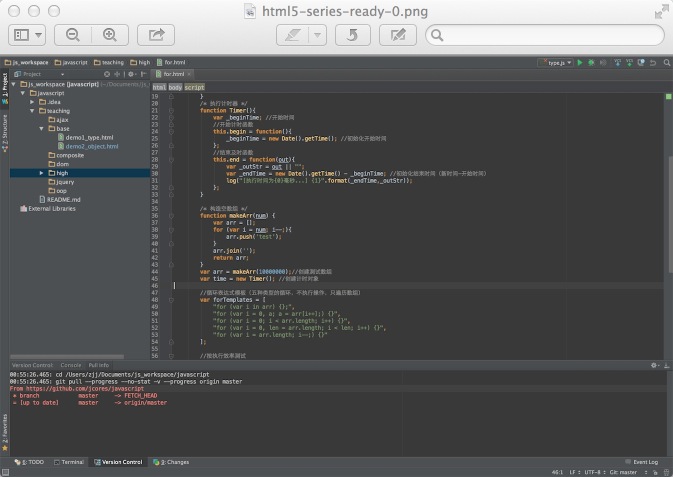 html5-series-ready-0.png
js_workspace javascript teaching high for.html
type.js
Project
for.html
html body script
1: Project
7: Structure
2: Favorites
js_workspace [javascript]
javascript
.idea
teaching
ajax
base
demo1_type.html
demo2_object.html
composite
dom
high
jquery
oop
README.md
External Libraries
19 }
20 /* 执行计时器 */
21 function Timer(){
22 var _beginTime; //开始时间
23 //开始计时函数
24 this.begin = function(){
25 _beginTime = new Date().getTime(); //初始化开始时间
26 };
27 //结束及时函数
28 this.end = function(out){
29 var _outStr = out || "";
30 var _endTime = new Date().getTime() - _beginTime; //初始化结束时间（新时间-开始时间）
31 log("[执行时间为{0}毫秒...] {1}".format(_endTime,_outStr));
32 };
33 }
34
35 /* 构造空数组 */
36 function makeArr(num) {
37 var arr = [];
38 for (var i = num; i--;){
39 arr.push('test');
40 }
41 arr.join('');
42 return arr;
43 }
44 var arr = makeArr(10000000);//创建测试数组
45 var time = new Timer(); //创建计时对象
46
47 //循环表达式模板（五种类型的循环，不执行操作，只遍历数组）
48 var forTemplates = [
49 "for (var i in arr) {};",
50 "for (var i = 0, a; a = arr[i++];) {}",
51 "for (var i = 0; i < arr.length; i++) {}",
52 "for (var i = 0, len = arr.length; i < len; i++) {}",
53 "for (var i = arr.length; i--;) {}"
54 ];
55
56 //按执行效率测试
Version Control: Console Pull Info
00:55:26.465: cd /Users/zjj/Documents/js_workspace/javascript
00:55:26.465: git pull --progress --no-stat -v --progress origin master
From https://github.com/jcores/javascript
* branch master -> FETCH_HEAD
= [up to date] master -> origin/master
6: TODO Terminal 9: Version Control 3: Changes Event Log
46:1 LF UTF-8 Git: master